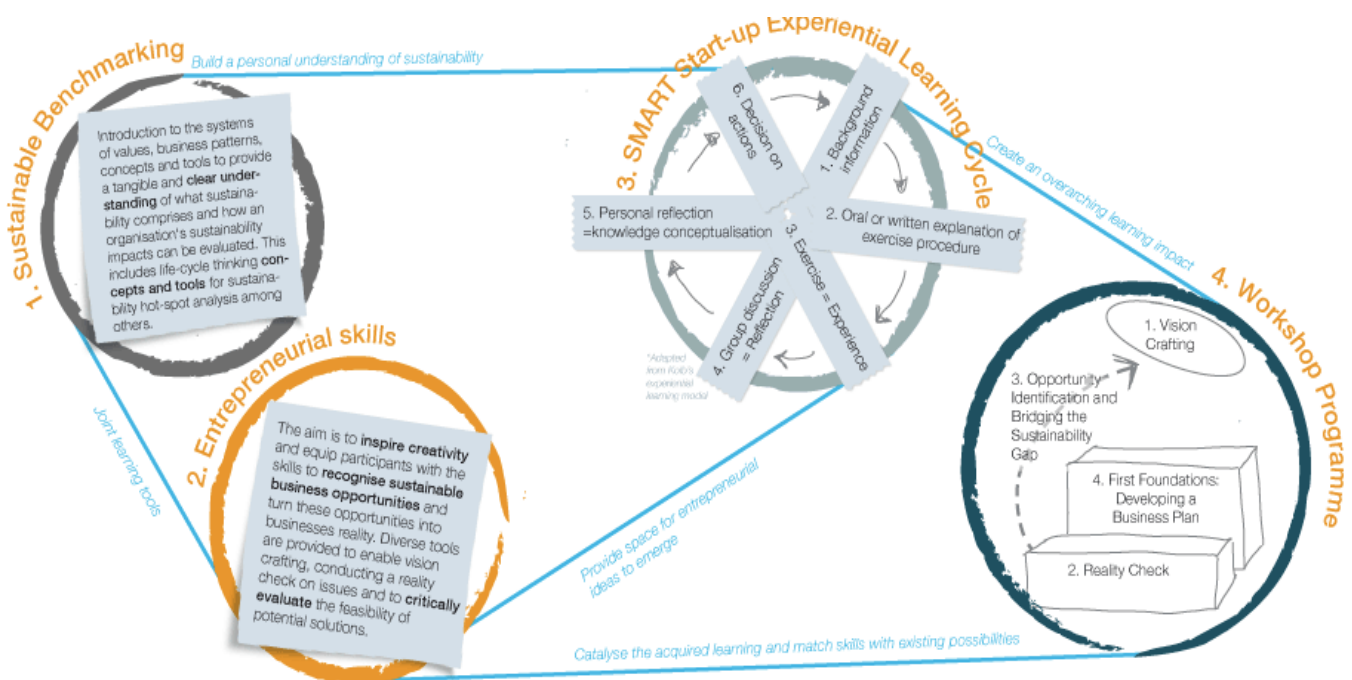 1. Sustainable Benchmarking
Build a personal understanding of sustainability
Introduction to the systems
of values, business patterns,
concepts and tools to provide
a tangible and clear under-
standing of what sustaina-
bility comprises and how an
organisation's sustainability
impacts can be evaluated. This
includes life-cycle thinking con-
cepts and tools for sustaina-
bility hot-spot analysis among
others.
Joint learning tools
2. Entrepreneurial skills
The aim is to inspire creativity
and equip participants with the
skills to recognise sustainable
business opportunities and
turn these opportunities into
businesses reality. Diverse tools
are provided to enable vision
crafting, conducting a reality
check on issues and to critically
evaluate the feasibility of
potential solutions.
Provide space for entrepreneurial
ideas to emerge
3. SMART Start-up Experiential Learning Cycle
1. Background
information
2. Oral or written explanation of
exercise procedure
3. Exercise = Experience
4. Group discussion
= Reflection
5. Personal reflection
=knowledge conceptualisation
6. Decision on
actions
*Adapted
from Kolb's
experiential
learning model
Create an overarching learning impact
4. Workshop Programme
1. Vision
Crafting
3. Opportunity
Identification and
Bridging the
Sustainability
Gap
4. First Foundations:
Developing a
Business Plan
2. Reality Check
Catalyse the acquired learning and match skills with existing possibilities